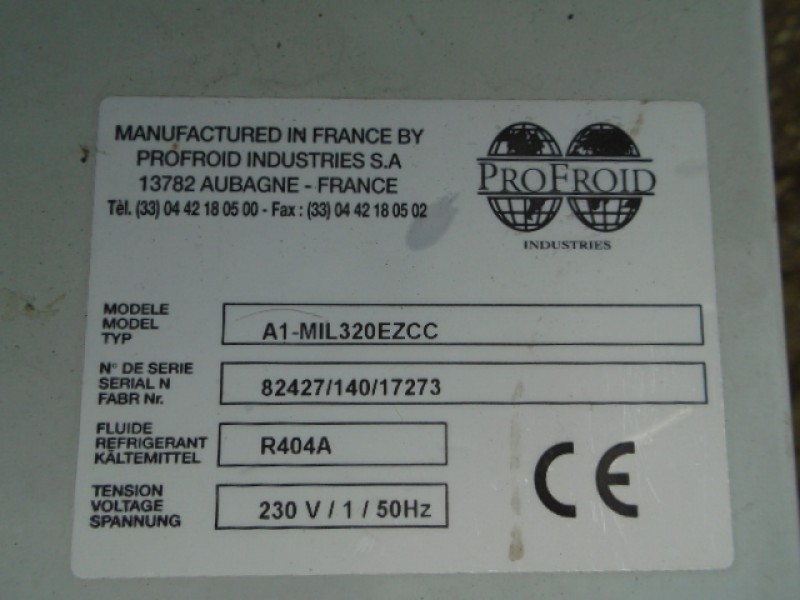 MANUFACTURED IN FRANCE BY
PROFROID INDUSTRIES S.A
13782 AUBAGNE - FRANCE
Tèl. (33) 04 42 18 05 00 - Fax : (33) 04 42 18 05 02
PROFROID
INDUSTRIES
MODELE
MODEL
TYP
A1-MIL320EZCC
N° DE SERIE
SERIAL N
FABR Nr.
82427/140/17273
FLUIDE
REFRIGERANT
KÄLTEMITTEL
R404A
TENSION
VOLTAGE
SPANNUNG
230 V / 1 / 50Hz
CE